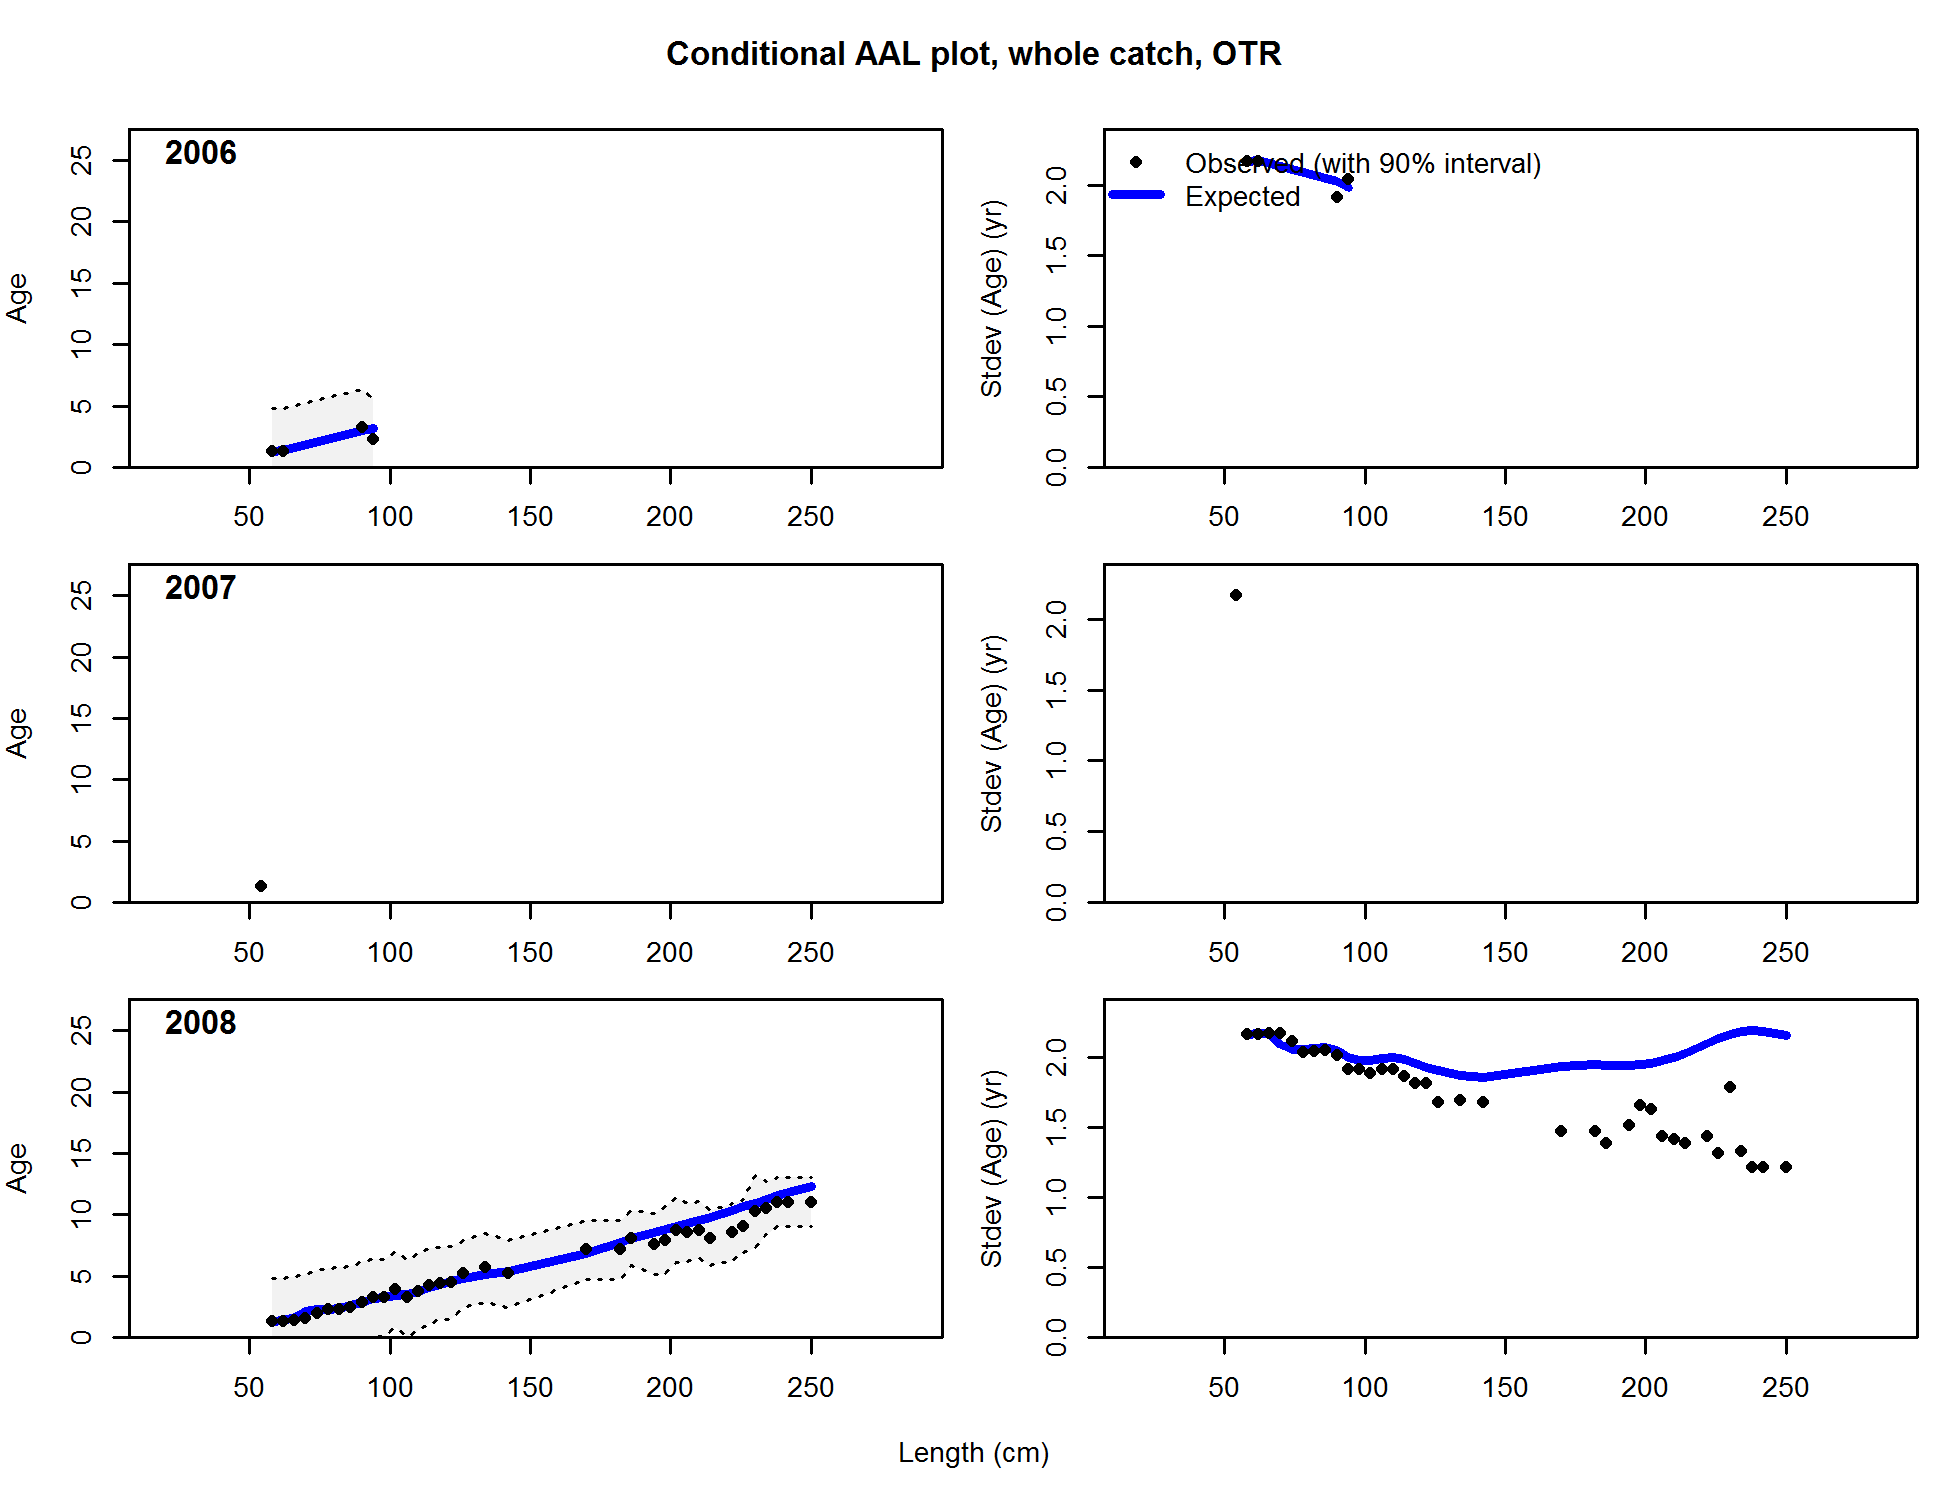 Conditional AAL plot, whole catch, OTR
2006
Age
0 5 10 15 20 25
50 100 150 200 250
Observed (with 90% interval)
Expected
Stdev (Age) (yr)
0.0 0.5 1.0 1.5 2.0
50 100 150 200 250
2007
Age
0 5 10 15 20 25
50 100 150 200 250
Stdev (Age) (yr)
0.0 0.5 1.0 1.5 2.0
50 100 150 200 250
2008
Age
0 5 10 15 20 25
50 100 150 200 250
Stdev (Age) (yr)
0.0 0.5 1.0 1.5 2.0
50 100 150 200 250
Length (cm)